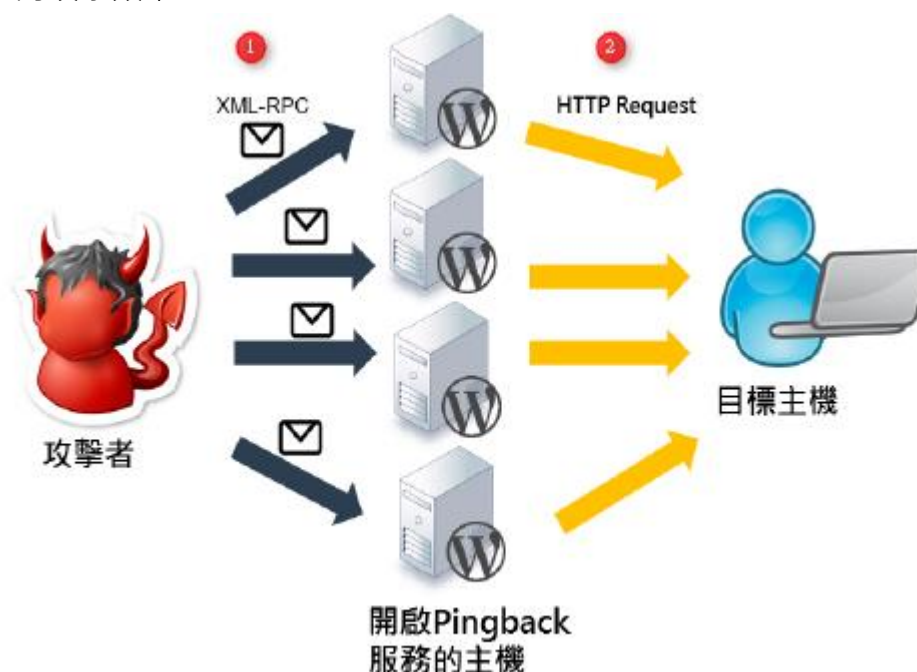 1
2
XML-RPC
HTTP Request
攻擊者
目標主機
開啟Pingback
服務的主機